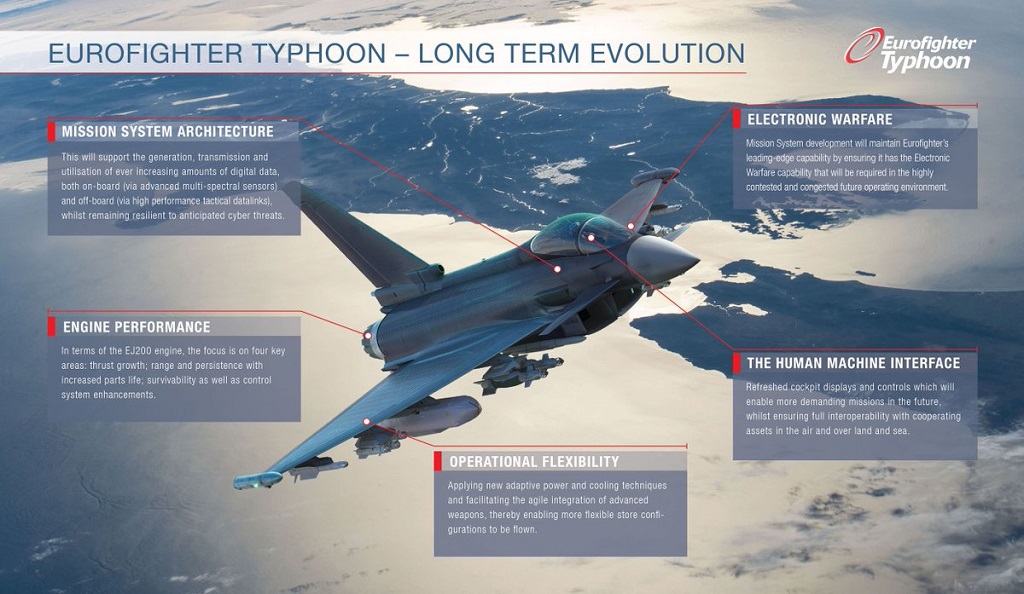 EUROFIGHTER TYPHOON – LONG TERM EVOLUTION
Eurofighter
Typhoon
MISSION SYSTEM ARCHITECTURE
This will support the generation, transmission and
utilisation of ever increasing amounts of digital data,
both on-board (via advanced multi-spectral sensors)
and off-board (via high performance tactical datalinks),
whilst remaining resilient to anticipated cyber threats.
ELECTRONIC WARFARE
Mission System development will maintain Eurofighter's
leading-edge capability by ensuring it has the Electronic
Warfare capability that will be required in the highly
contested and congested future operating environment.
ENGINE PERFORMANCE
In terms of the EJ200 engine, the focus is on four key
areas: thrust growth; range and persistence with
increased parts life; survivability as well as control
system enhancements.
THE HUMAN MACHINE INTERFACE
Refreshed cockpit displays and controls which will
enable more demanding missions in the future,
whilst ensuring full interoperability with cooperating
assets in the air and over land and sea.
OPERATIONAL FLEXIBILITY
Applying new adaptive power and cooling techniques
and facilitating the agile integration of advanced
weapons, thereby enabling more flexible store confi-
gurations to be flown.